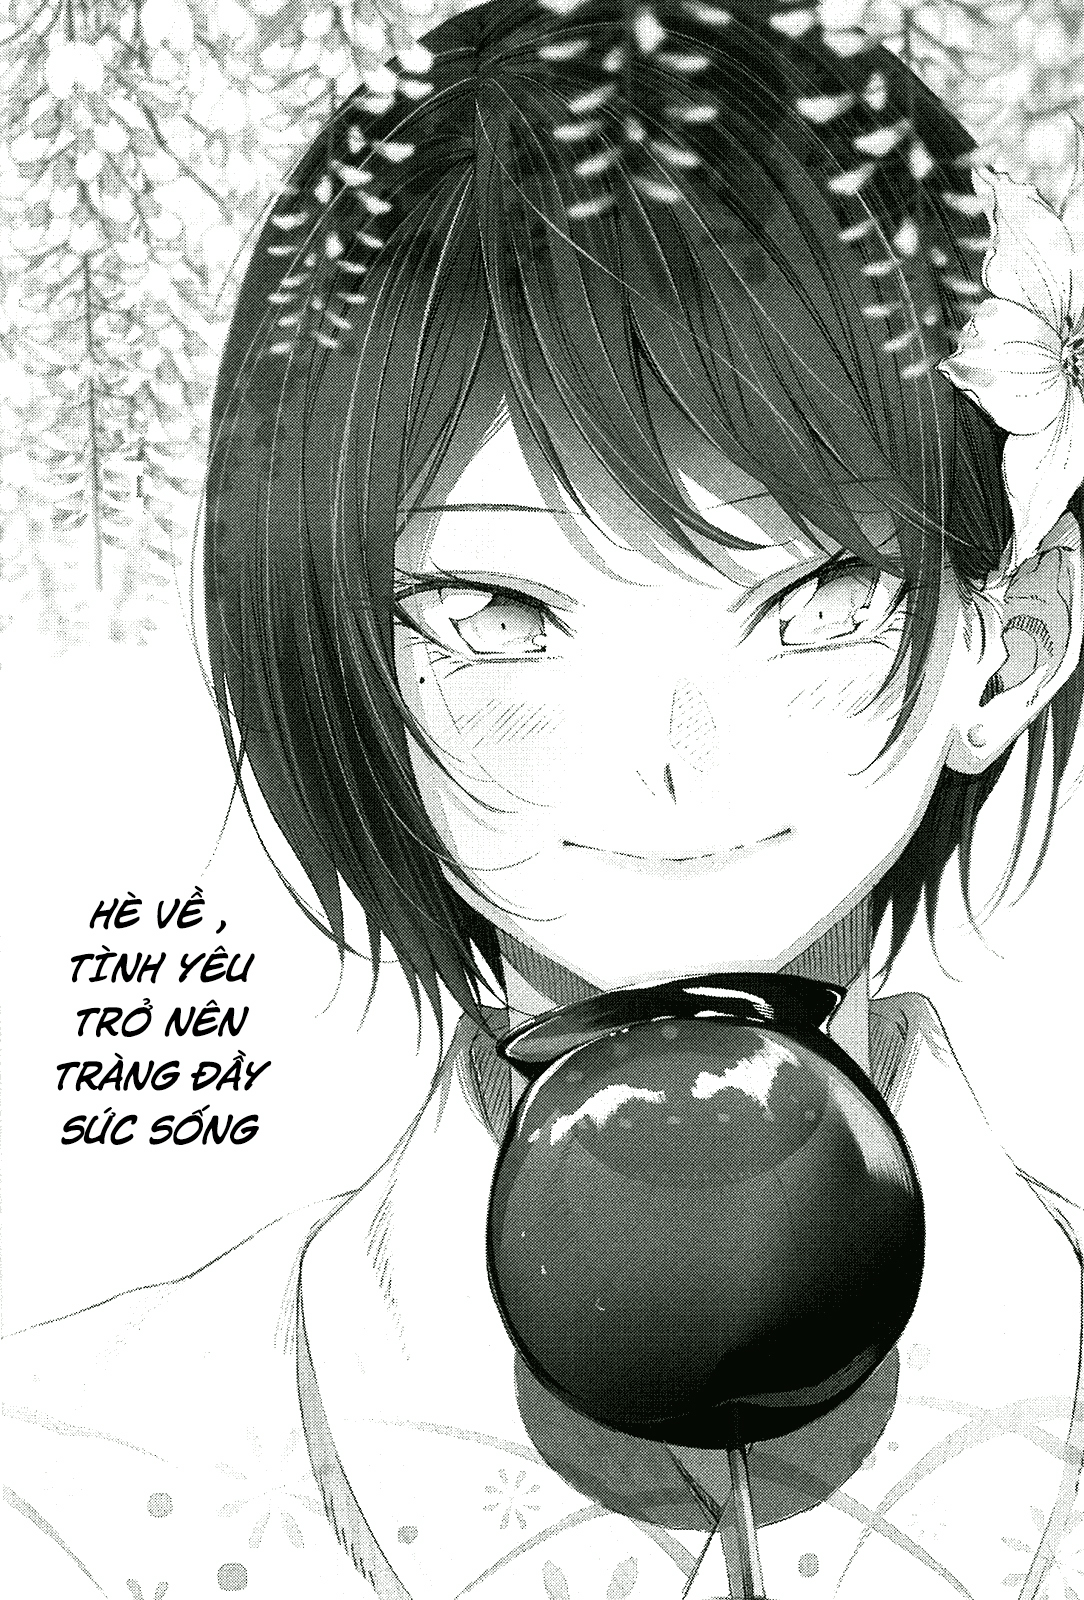 HÈ VỀ ,
TÌNH YÊU
TRỞ NÊN
TRÀNG ĐẦY
SỨC SỐNG